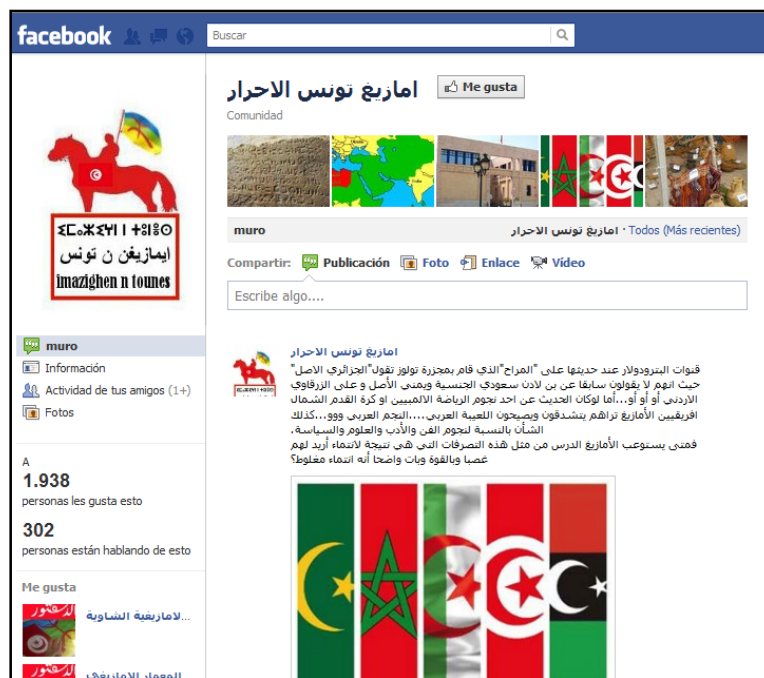 facebook
Buscar
امازيغ تونس الاحرار
Me gusta
Comunidad
muro
امازيغ تونس الاحرار · Todos (Más recientes)
Compartir: Publicación Foto Enlace Vídeo
Escribe algo....
ⵉⵎⴰⵣⵉⵖⵏ ⵏ ⵜⵓⵏⵙ
ايمازيغن ن تونس
imazighen n tounes
muro
Información
Actividad de tus amigos (1+)
Fotos
A
1.938
personas les gusta esto
302
personas están hablando de esto
Me gusta
...لامازيغية الشاوية
المعمار الامازيغي
امازيغ تونس الاحرار
قنوات البترودولار عند حديثها على "المراح"الذي قام بمجزرة تولوز تقول"الجزائري الاصل"
حيث انهم لا يقولون سابقا عن بن لادن سعودي الجنسية ويمني الأصل و على الزرقاوي
الاردني أو أو أو...أما لوكان الحديث عن احد نجوم الرياضة الالمبيين او كرة القدم الشمال
افريقيين الأمازيغ تراهم يتشدقون ويصيحون اللعيبة العربي.....النجم العربي ووو...كذلك
الشأن بالنسبة لنجوم الفن والأدب والعلوم والسياسة.
فمتى يستوعب الأمازيغ الدرس من مثل هذه التصرفات التي هي نتيجة لانتماء أريد لهم
غصبا وبالقوة وبات واضحا أنه انتماء مغلوط؟